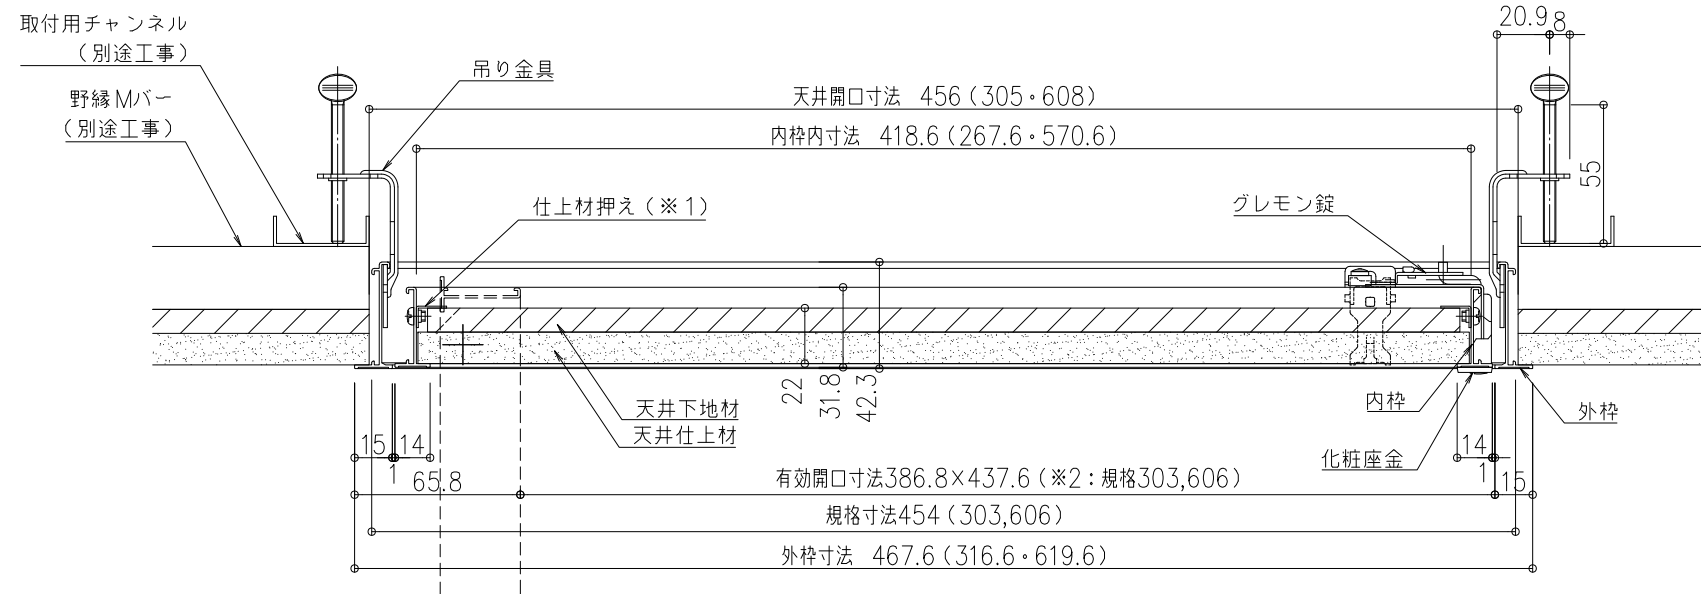 取付用チャンネル
（別途工事）
野縁Mバー
（別途工事）
吊り金具
天井開口寸法 456（305・608）
内枠内寸法 418.6（267.6・570.6）
20.9
8
55
仕上材押え（※1）
グレモン錠
22
31.8
42.3
天井下地材
天井仕上材
内枠
外枠
化粧座金
15
1
14
65.8
14
1
15
有効開口寸法386.8×437.6（※2：規格303,606）
規格寸法454（303,606）
外枠寸法 467.6（316.6・619.6）